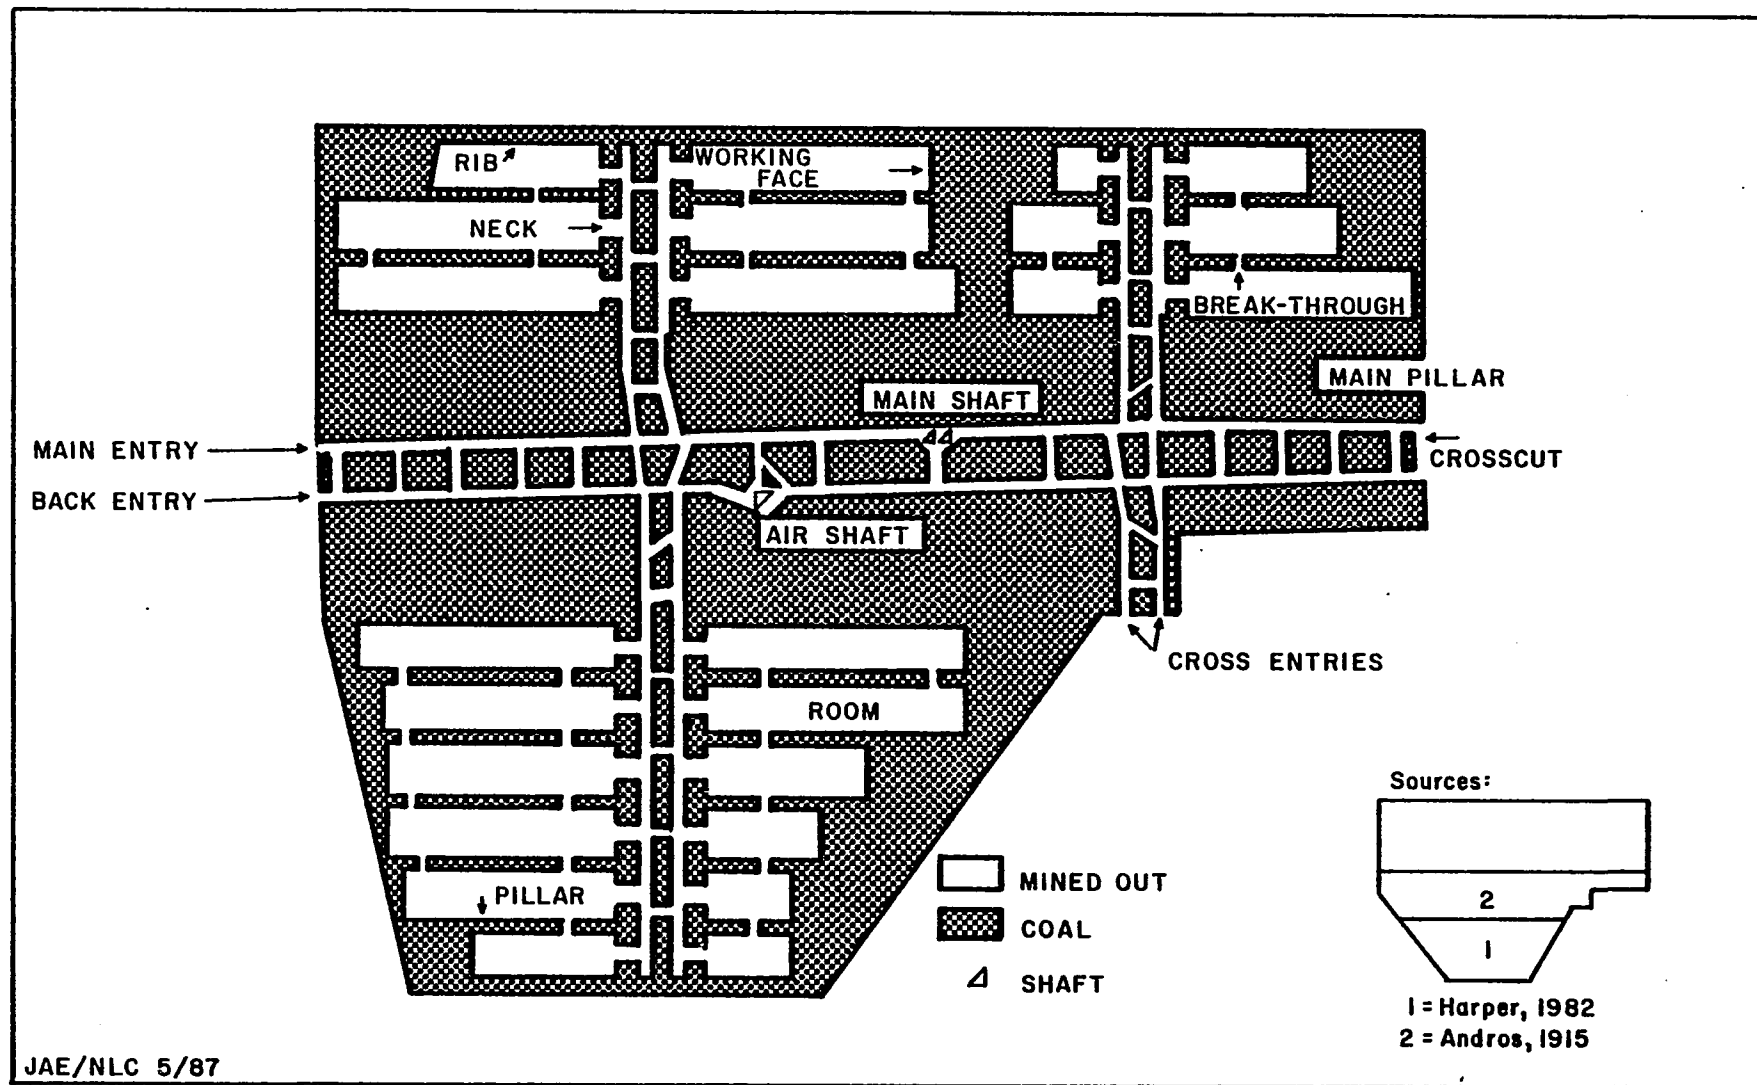 RIB
WORKING
FACE
NECK
BREAK-THROUGH
MAIN PILLAR
MAIN SHAFT
MAIN ENTRY
CROSSCUT
BACK ENTRY
AIR SHAFT
CROSS ENTRIES
ROOM
PILLAR
MINED OUT
COAL
SHAFT
Sources:
2
1
1 = Harper, 1982
2 = Andros, 1915
JAE/NLC 5/87